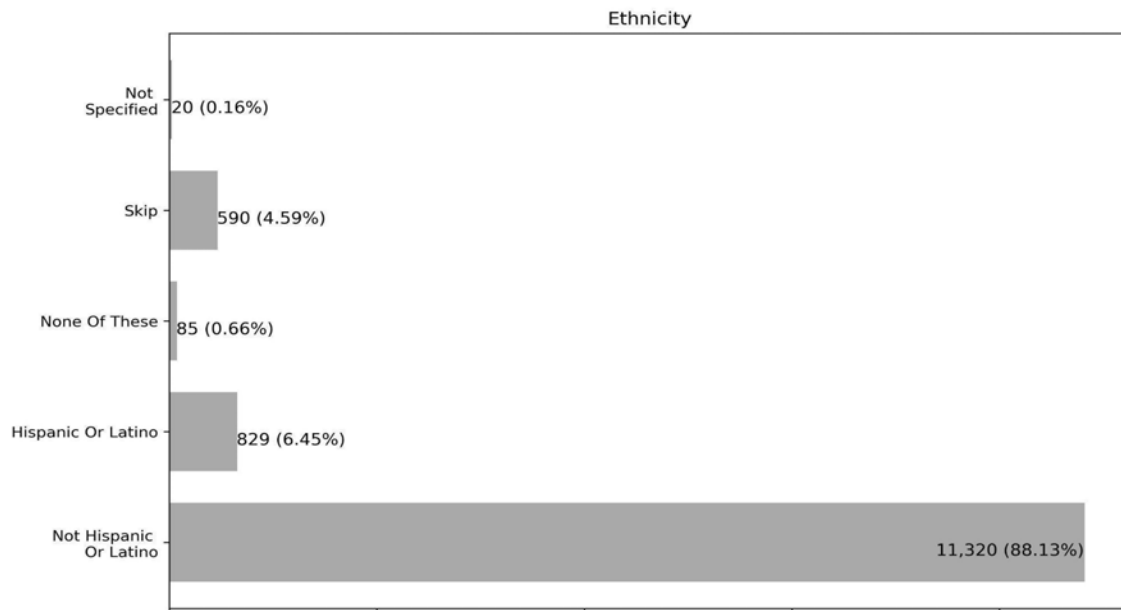 Ethnicity
Not
Specified
20 (0.16%)
Skip
590 (4.59%)
None Of These
85 (0.66%)
Hispanic Or Latino
829 (6.45%)
Not Hispanic
Or Latino
11,320 (88.13%)